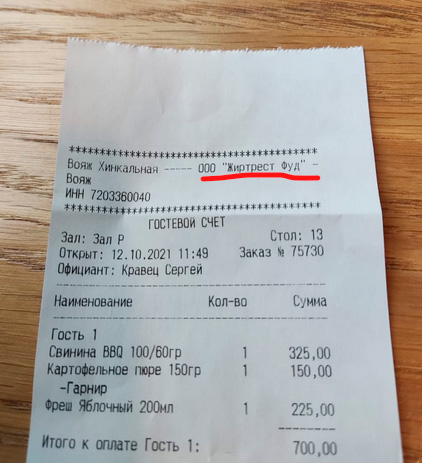 ****************************************
Вояж Хинкальная ----- ООО "Жиртрест Фуд" -
Вояж
ИНН 7203360040
****************************************
ГОСТЕВОЙ СЧЕТ
Зал: Зал Р Стол: 13
Открыт: 12.10.2021 11:49 Заказ № 75730
Официант: Кравец Сергей
Наименование Кол-во Сумма
Гость 1
Свинина BBQ 100/60гр 1 325,00
Картофельное пюре 150гр 1 150,00
-Гарнир
Фреш Яблочный 200мл 1 225,00
Итого к оплате Гость 1: 700,00